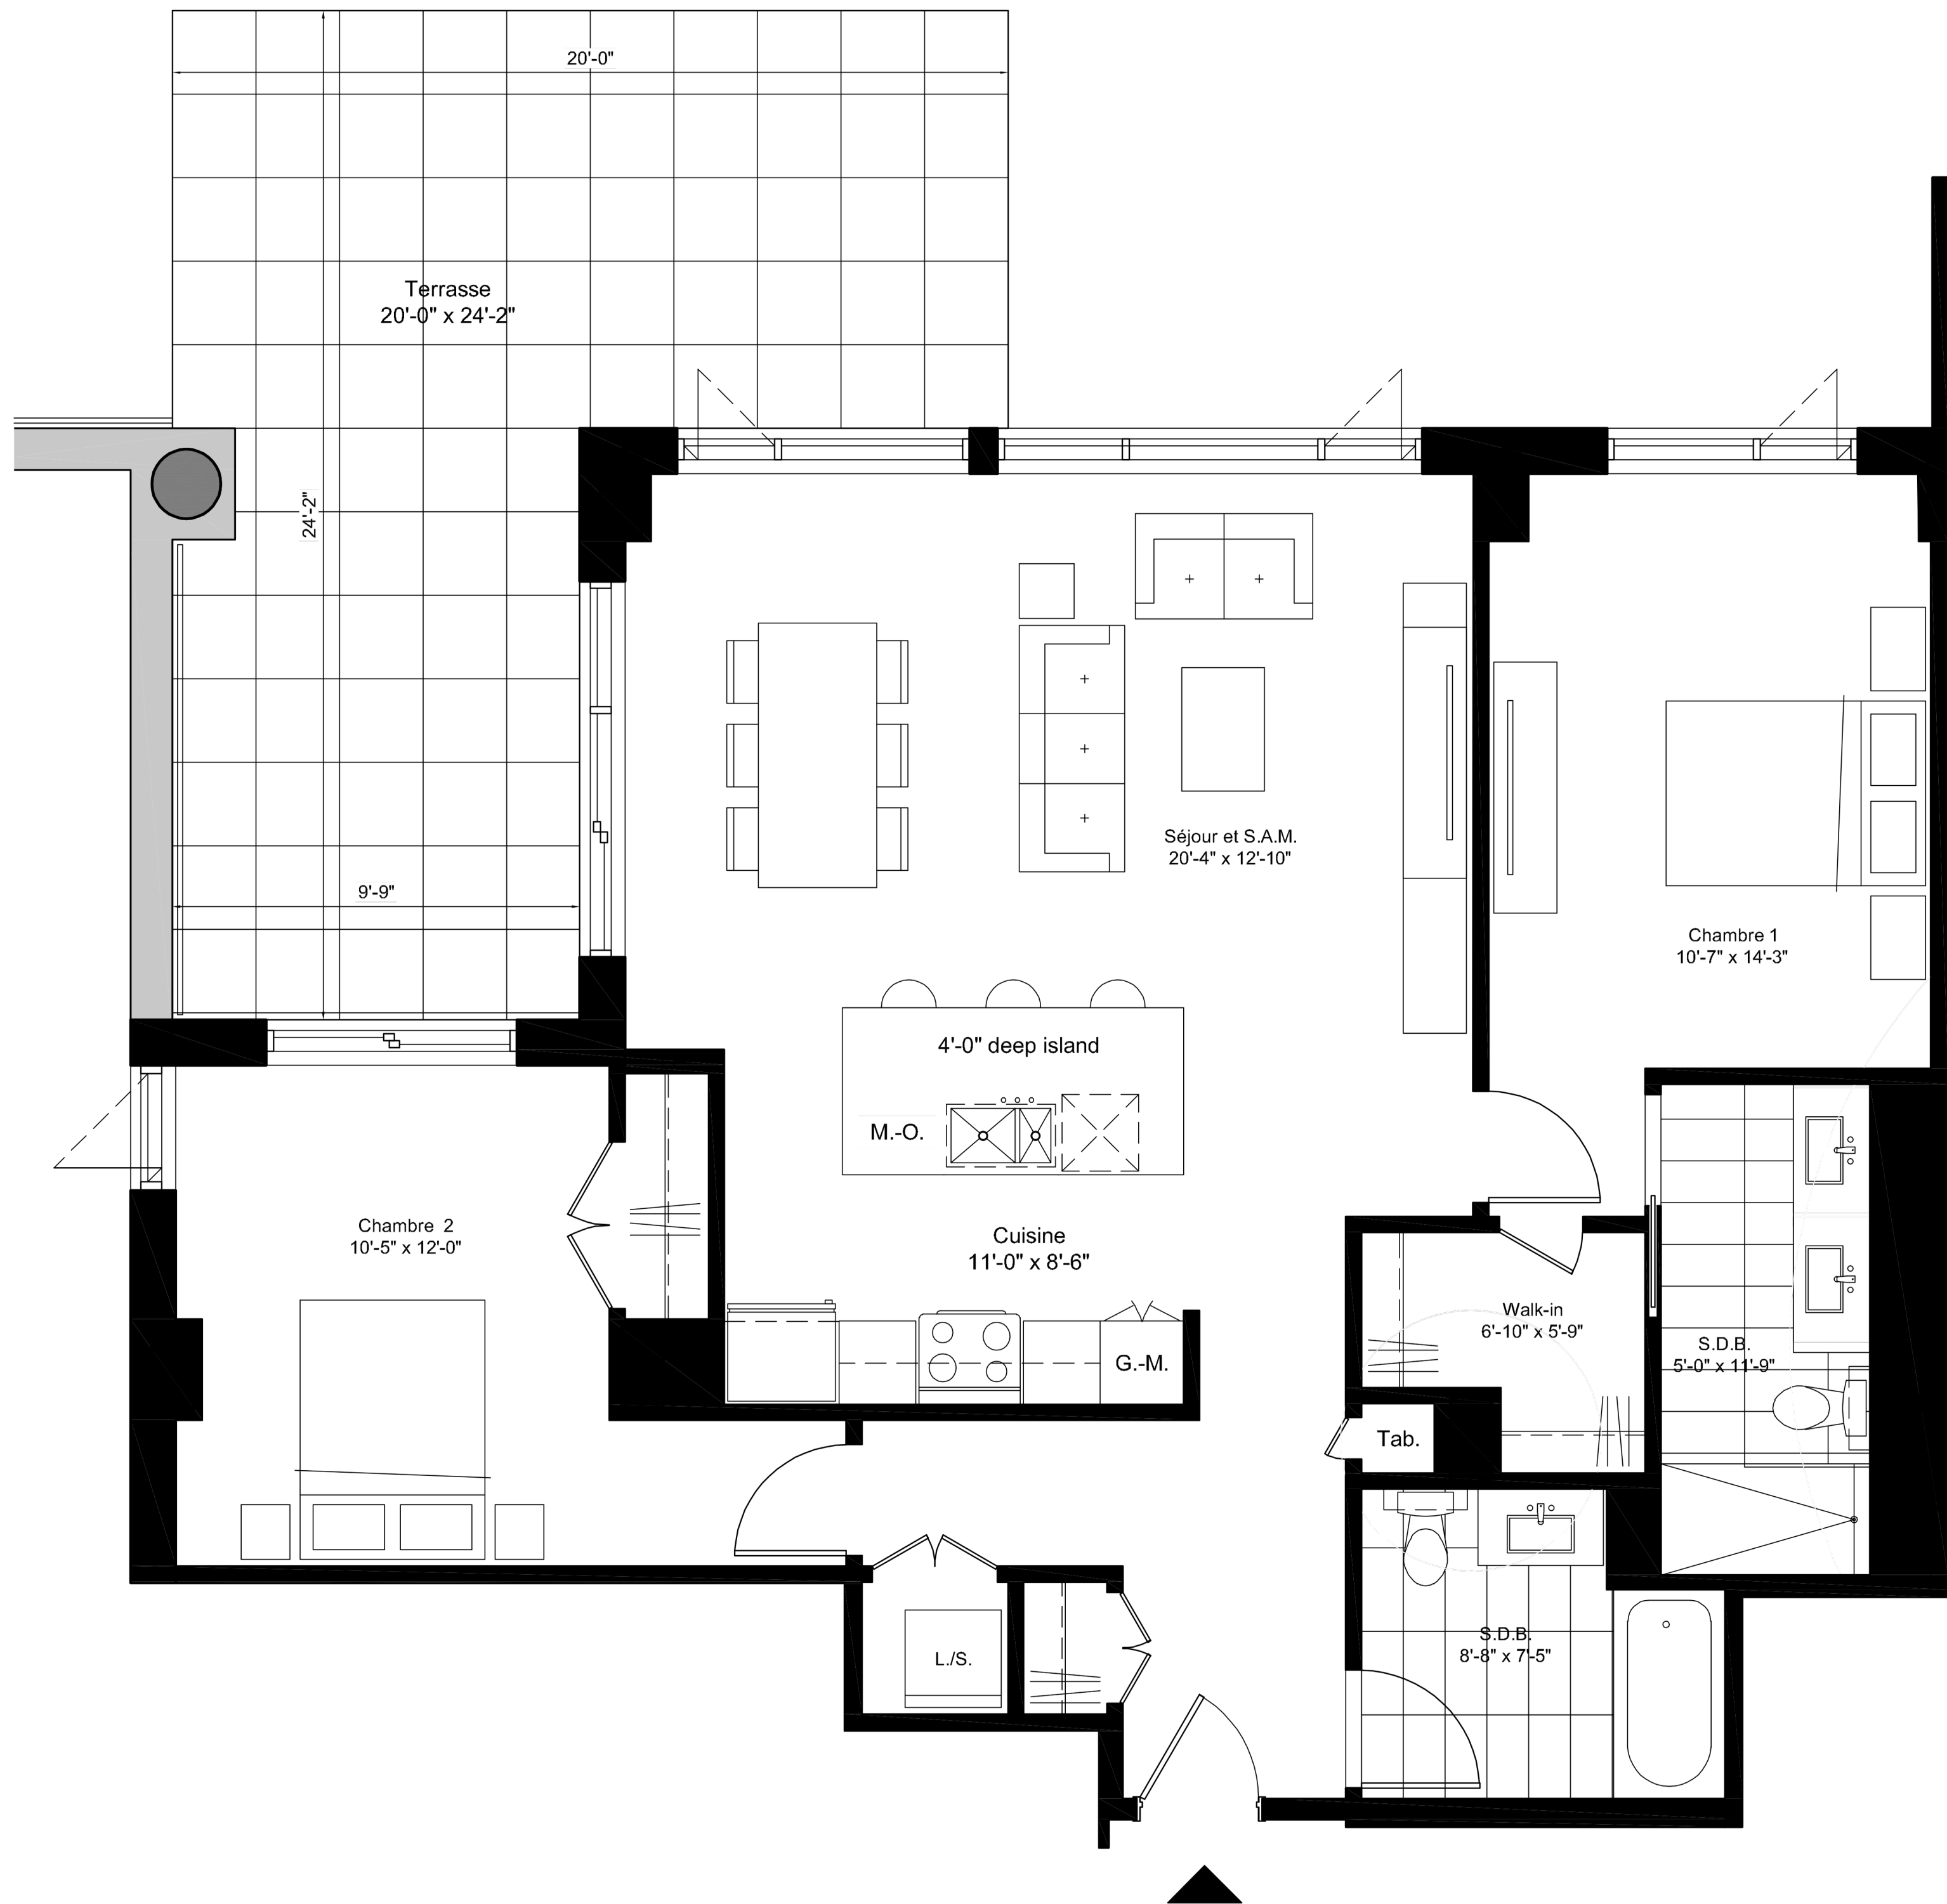 20'-0"
Terrasse
20'-0" x 24'-2"
24'-2"
9'-9"
Séjour et S.A.M.
20'-4" x 12'-10"
Chambre 1
10'-7" x 14'-3"
4'-0" deep island
M.-O.
Chambre 2
10'-5" x 12'-0"
Cuisine
11'-0" x 8'-6"
G.-M.
Walk-in
6'-10" x 5'-9"
S.D.B.
5'-0" x 11'-9"
Tab.
S.D.B.
8'-8" x 7'-5"
L./S.